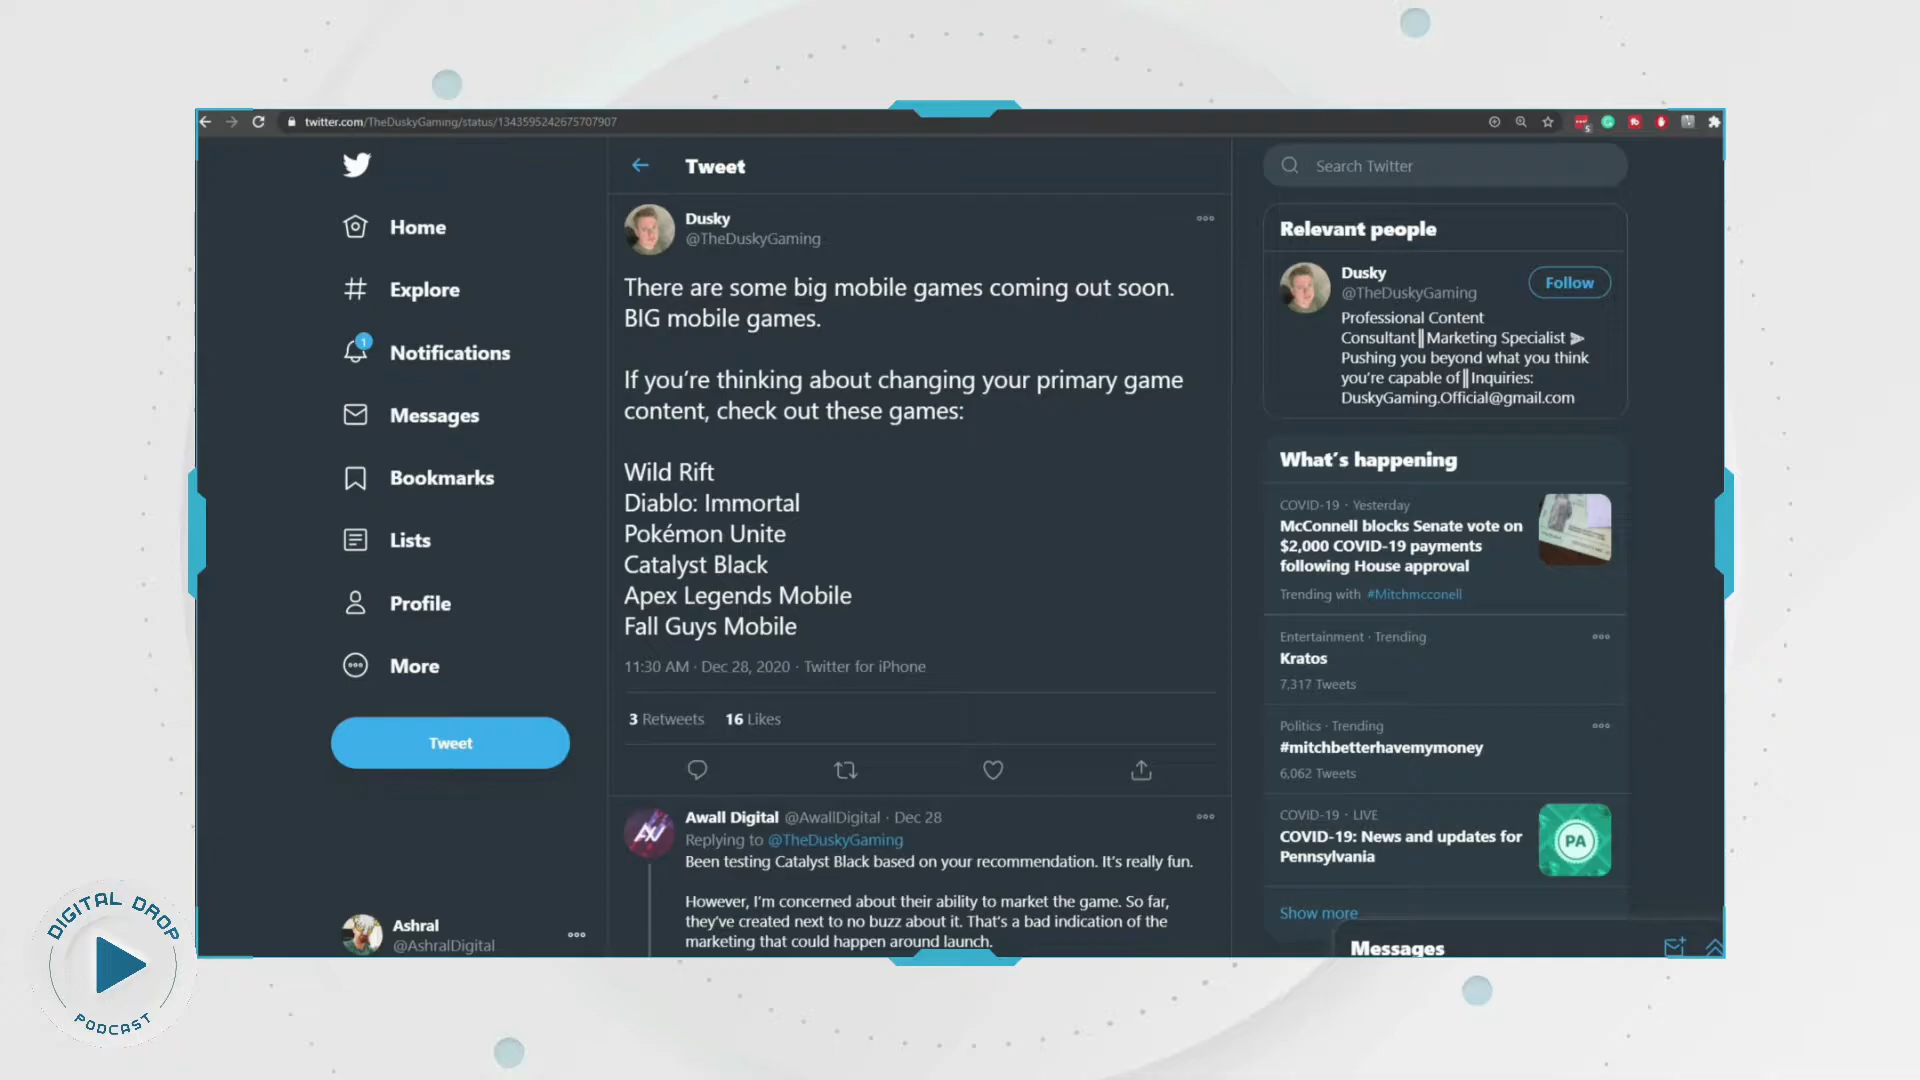 twitter.com/TheDuskyGaming/status/1343595242675707907
Home
Explore
1
Notifications
Messages
Bookmarks
Lists
Profile
More
Tweet
Ashral
@AshralDigital
Tweet
Dusky
@TheDuskyGaming
There are some big mobile games coming out soon.
BIG mobile games.
If you're thinking about changing your primary game
content, check out these games:
Wild Rift
Diablo: Immortal
Pokémon Unite
Catalyst Black
Apex Legends Mobile
Fall Guys Mobile
11:30 AM · Dec 28, 2020 · Twitter for iPhone
3 Retweets 16 Likes
Awall Digital @AwallDigital · Dec 28
Replying to @TheDuskyGaming
Been testing Catalyst Black based on your recommendation. It's really fun.
However, I'm concerned about their ability to market the game. So far,
they've created next to no buzz about it. That's a bad indication of the
marketing that could happen around launch.
Search Twitter
Relevant people
Dusky
@TheDuskyGaming
Follow
Professional Content
Consultant║Marketing Specialist ⫸
Pushing you beyond what you think
you're capable of║Inquiries:
DuskyGaming.Official@gmail.com
What's happening
COVID-19 · Yesterday
McConnell blocks Senate vote on
$2,000 COVID-19 payments
following House approval
Trending with #Mitchmcconell
Entertainment · Trending
Kratos
7,317 Tweets
Politics · Trending
#mitchbetterhavemymoney
6,062 Tweets
COVID-19 · LIVE
COVID-19: News and updates for
Pennsylvania
PA
Show more
Messages
DIGITAL DROP
PODCAST